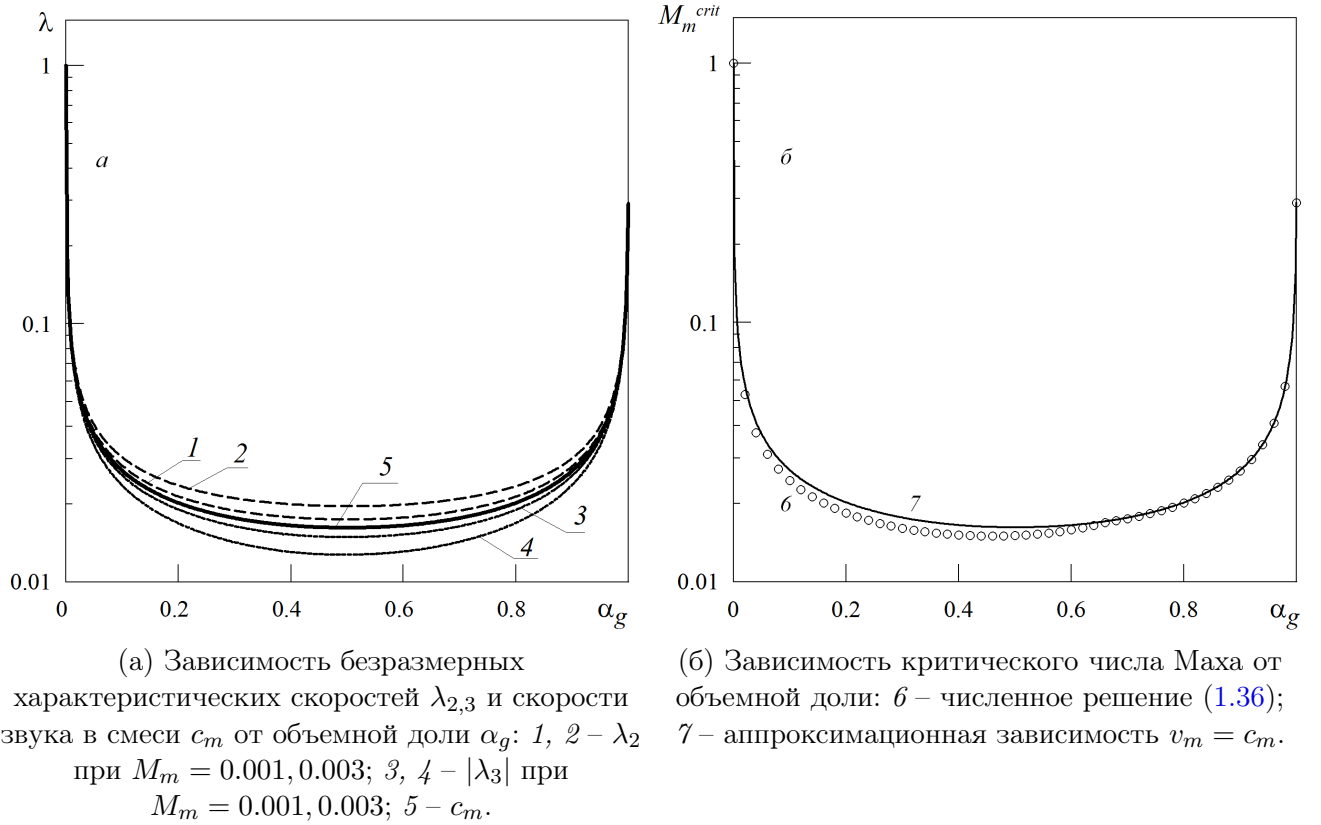 λ
1
0.1
0.01
а
1
2
5
3
4
0
0.2
0.4
0.6
0.8
α_g
M_m^crit
1
0.1
0.01
б
6
7
0
0.2
0.4
0.6
0.8
α_g
(а) Зависимость безразмерных
характеристических скоростей λ_{2,3} и скорости
звука в смеси c_m от объемной доли α_g: 1, 2 – λ_2
при M_m = 0.001, 0.003; 3, 4 – |λ_3| при
M_m = 0.001, 0.003; 5 – c_m.
(б) Зависимость критического числа Маха от
объемной доли: 6 – численное решение (1.36);
7 – аппроксимационная зависимость v_m = c_m.